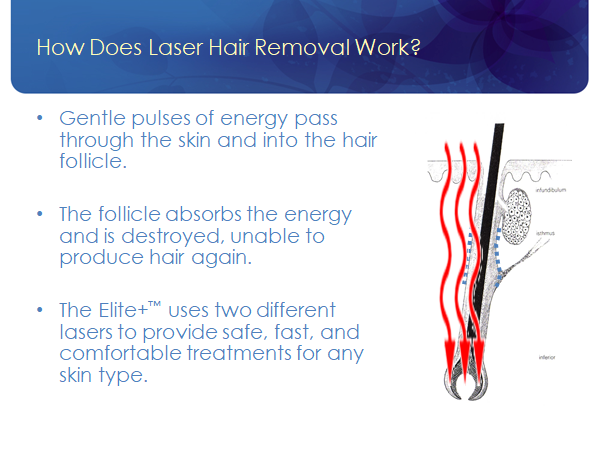 How Does Laser Hair Removal Work?
• Gentle pulses of energy pass
through the skin and into the hair
follicle.
• The follicle absorbs the energy
and is destroyed, unable to
produce hair again.
• The Elite+™ uses two different
lasers to provide safe, fast, and
comfortable treatments for any
skin type.
infundibulum
isthmus
inferior